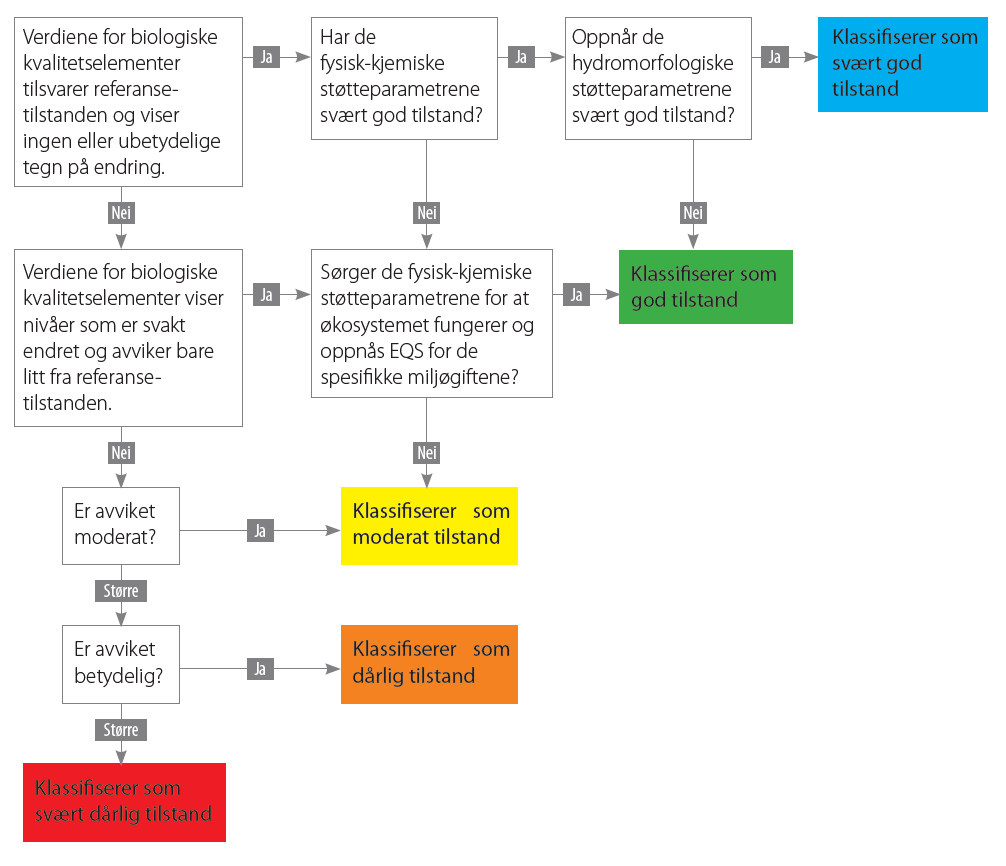 Verdiene for biologiske
kvalitetselementer
tilsvarer referanse-
tilstanden og viser
ingen eller ubetydelige
tegn på endring.
Ja
Har de
fysisk-kjemiske
støtteparametrene
svært god tilstand?
Ja
Oppnår de
hydromorfologiske
støtteparametrene
svært god tilstand?
Ja
Klassifiserer som
svært god
tilstand
Nei
Nei
Nei
Verdiene for biologiske
kvalitetselementer viser
nivåer som er svakt
endret og avviker bare
litt fra referanse-
tilstanden.
Ja
Sørger de fysisk-kjemiske
støtteparametrene for at
økosystemet fungerer og
oppnås EQS for de
spesifikke miljøgiftene?
Ja
Klassifiserer som
god tilstand
Nei
Nei
Er avviket
moderat?
Ja
Klassifiserer som
moderat tilstand
Større
Er avviket
betydelig?
Ja
Klassifiserer som
dårlig tilstand
Større
Klassifiserer som
svært dårlig tilstand